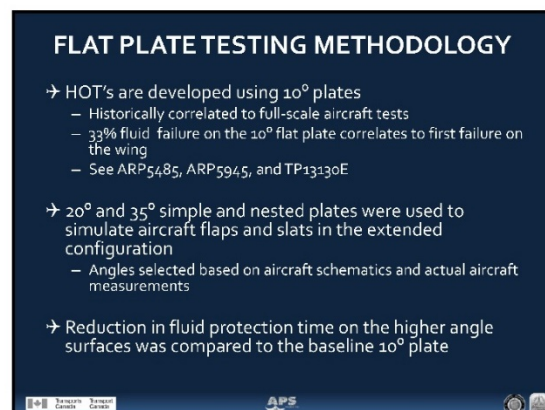 FLAT PLATE TESTING METHODOLOGY
HOT's are developed using 10° plates
– Historically correlated to full-scale aircraft tests
– 33% fluid failure on the 10° flat plate correlates to first failure on
the wing
– See ARP5485, ARP5945, and TP13130E
20° and 35° simple and nested plates were used to
simulate aircraft flaps and slats in the extended
configuration
– Angles selected based on aircraft schematics and actual aircraft
measurements
Reduction in fluid protection time on the higher angle
surfaces was compared to the baseline 10° plate
Transports Canada Transport Canada
APS